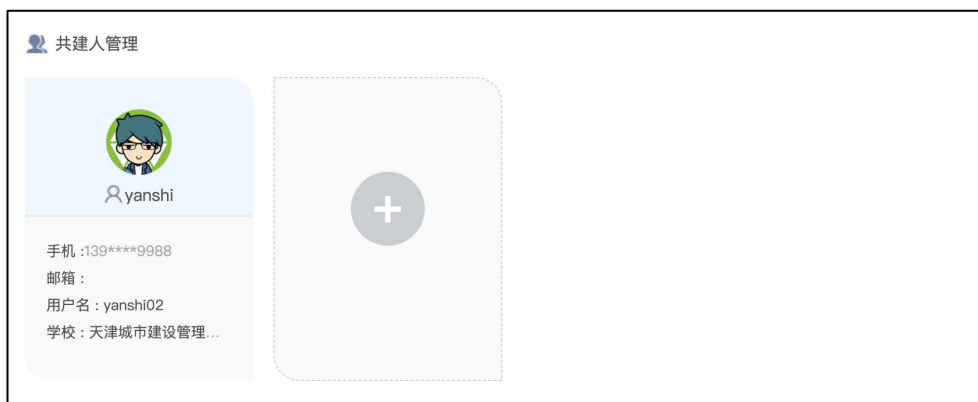 共建人管理
yanshi
手机 :139****9988
邮箱 :
用户名 : yanshi02
学校 : 天津城市建设管理...